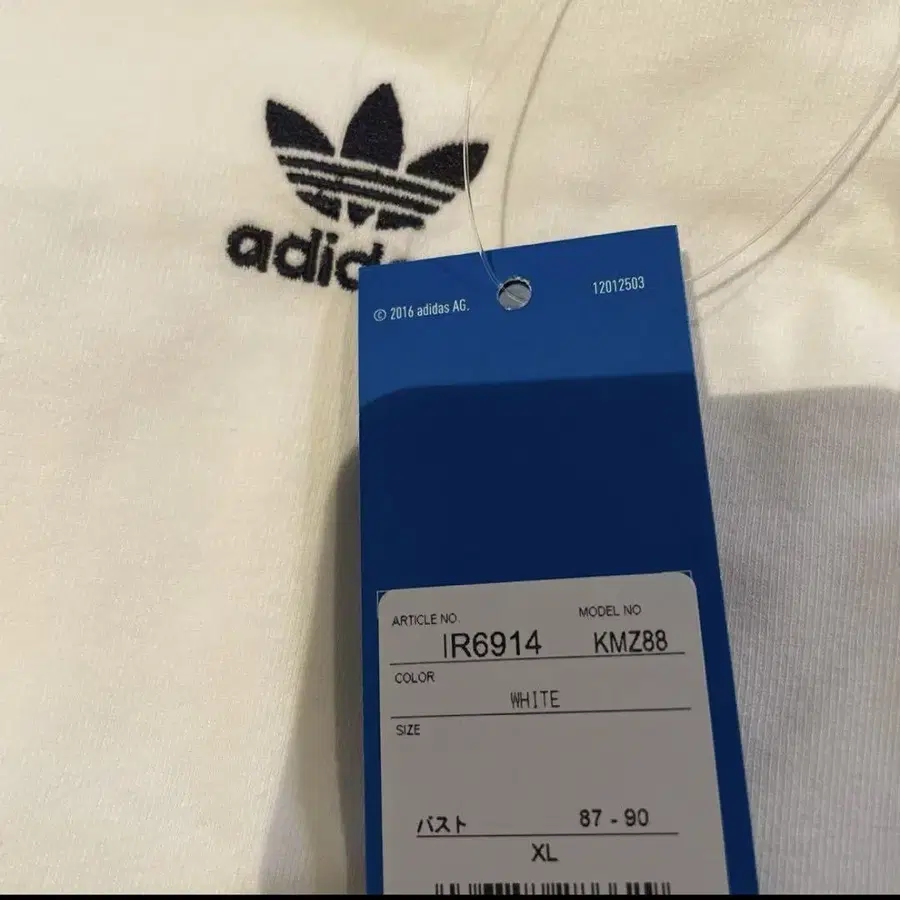 adidas
© 2016 adidas AG.
12012503
ARTICLE NO.
MODEL NO
IR6914
KMZ88
COLOR
WHITE
SIZE
バスト
87 - 90
XL